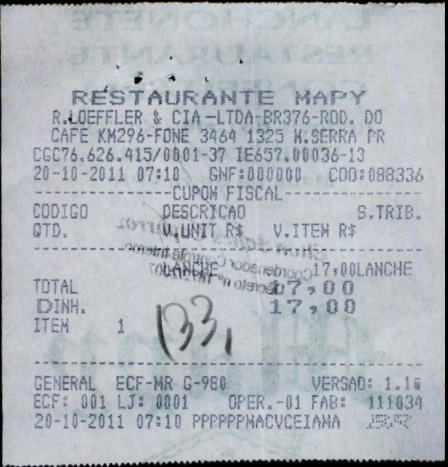 RESTAURANTE MAPY
R.LOEFFLER & CIA-LTDA-BR376-ROD. DO
CAFE KM296-FONE 3464 1325 M.SERRA PR
CGC76.626.415/0001-37 IE657.00036-13
20-10-2011 07:10 GNF:000000 COO:088336
CUPOM FISCAL
CODIGO DESCRICAO S.TRIB.
QTD. V.UNIT R$ V.ITEM R$
LANCHE 17,00LANCHE
TOTAL 17,00
DINH. 17,00
ITEM 1
133,
GENERAL ECF-MR G-980 VERSAO: 1.1
ECF: 001 LJ: 0001 OPER.-01 FAB: 111034
20-10-2011 07:10 PPPPPPMACVCEIAMA